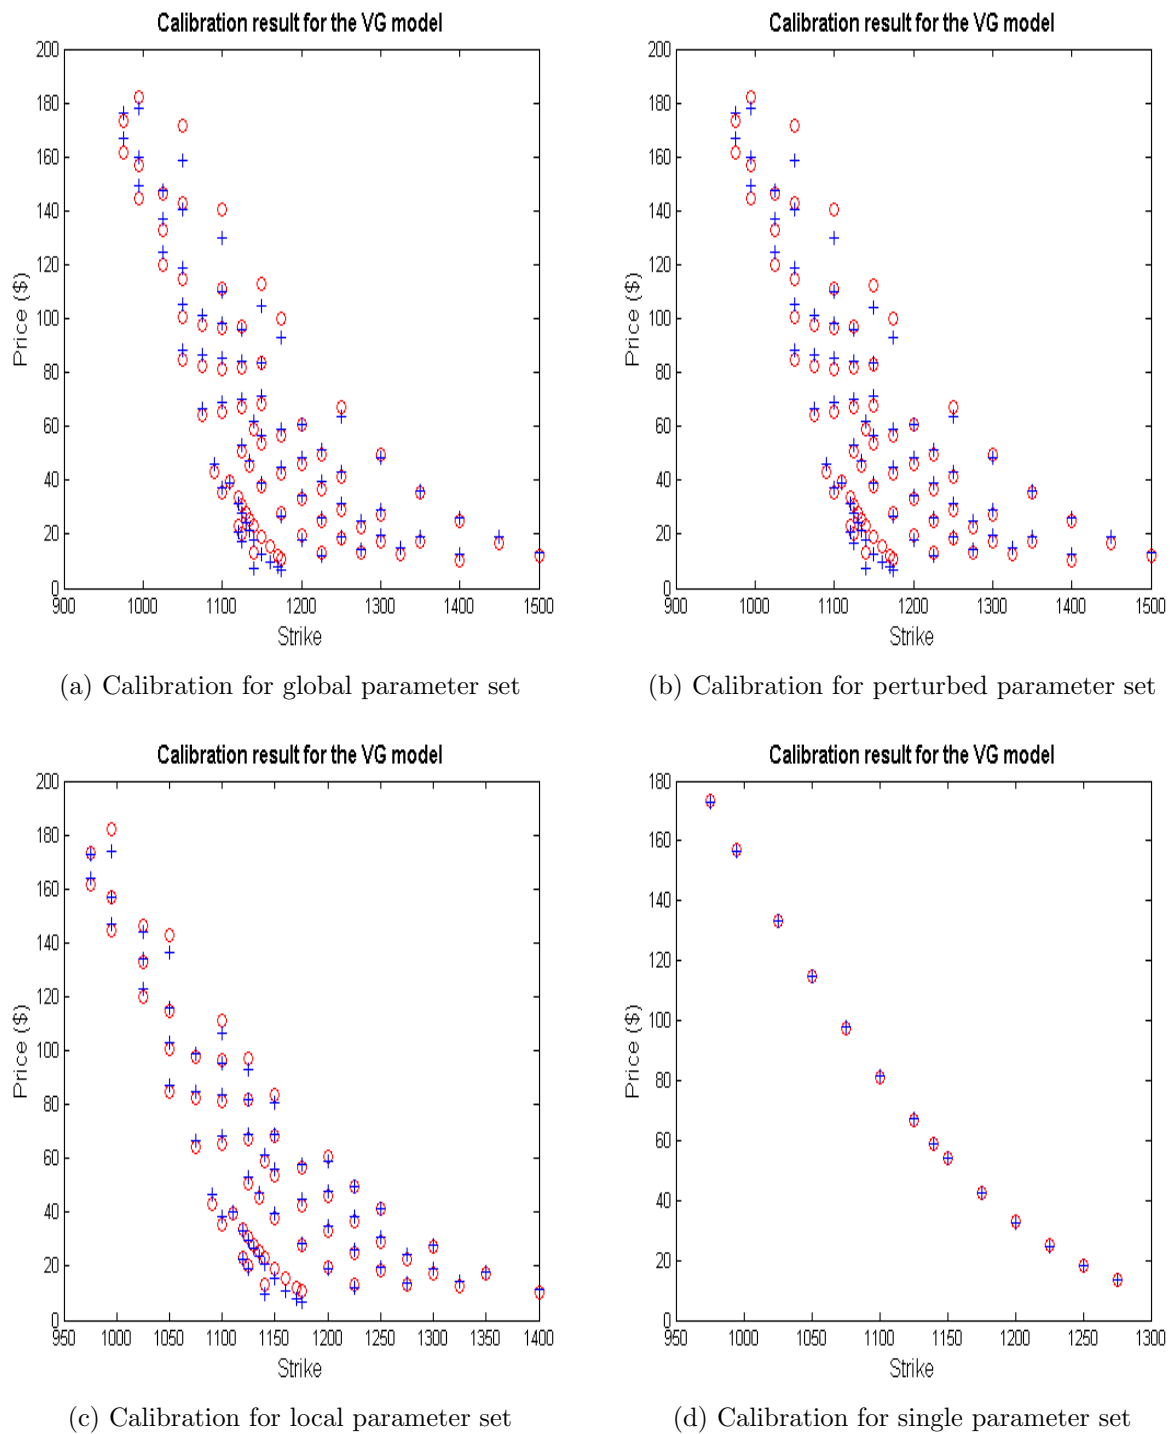 Calibration result for the VG model
Calibration result for the VG model
200
180
160
140
120
100
80
60
40
20
0
Price ($)
900 1000 1100 1200 1300 1400 1500
Strike
200
180
160
140
120
100
80
60
40
20
0
Price ($)
900 1000 1100 1200 1300 1400 1500
Strike
(a) Calibration for global parameter set
(b) Calibration for perturbed parameter set
Calibration result for the VG model
Calibration result for the VG model
200
180
160
140
120
100
80
60
40
20
0
Price ($)
950 1000 1050 1100 1150 1200 1250 1300 1350 1400
Strike
180
160
140
120
100
80
60
40
20
0
Price ($)
950 1000 1050 1100 1150 1200 1250 1300
Strike
(c) Calibration for local parameter set
(d) Calibration for single parameter set